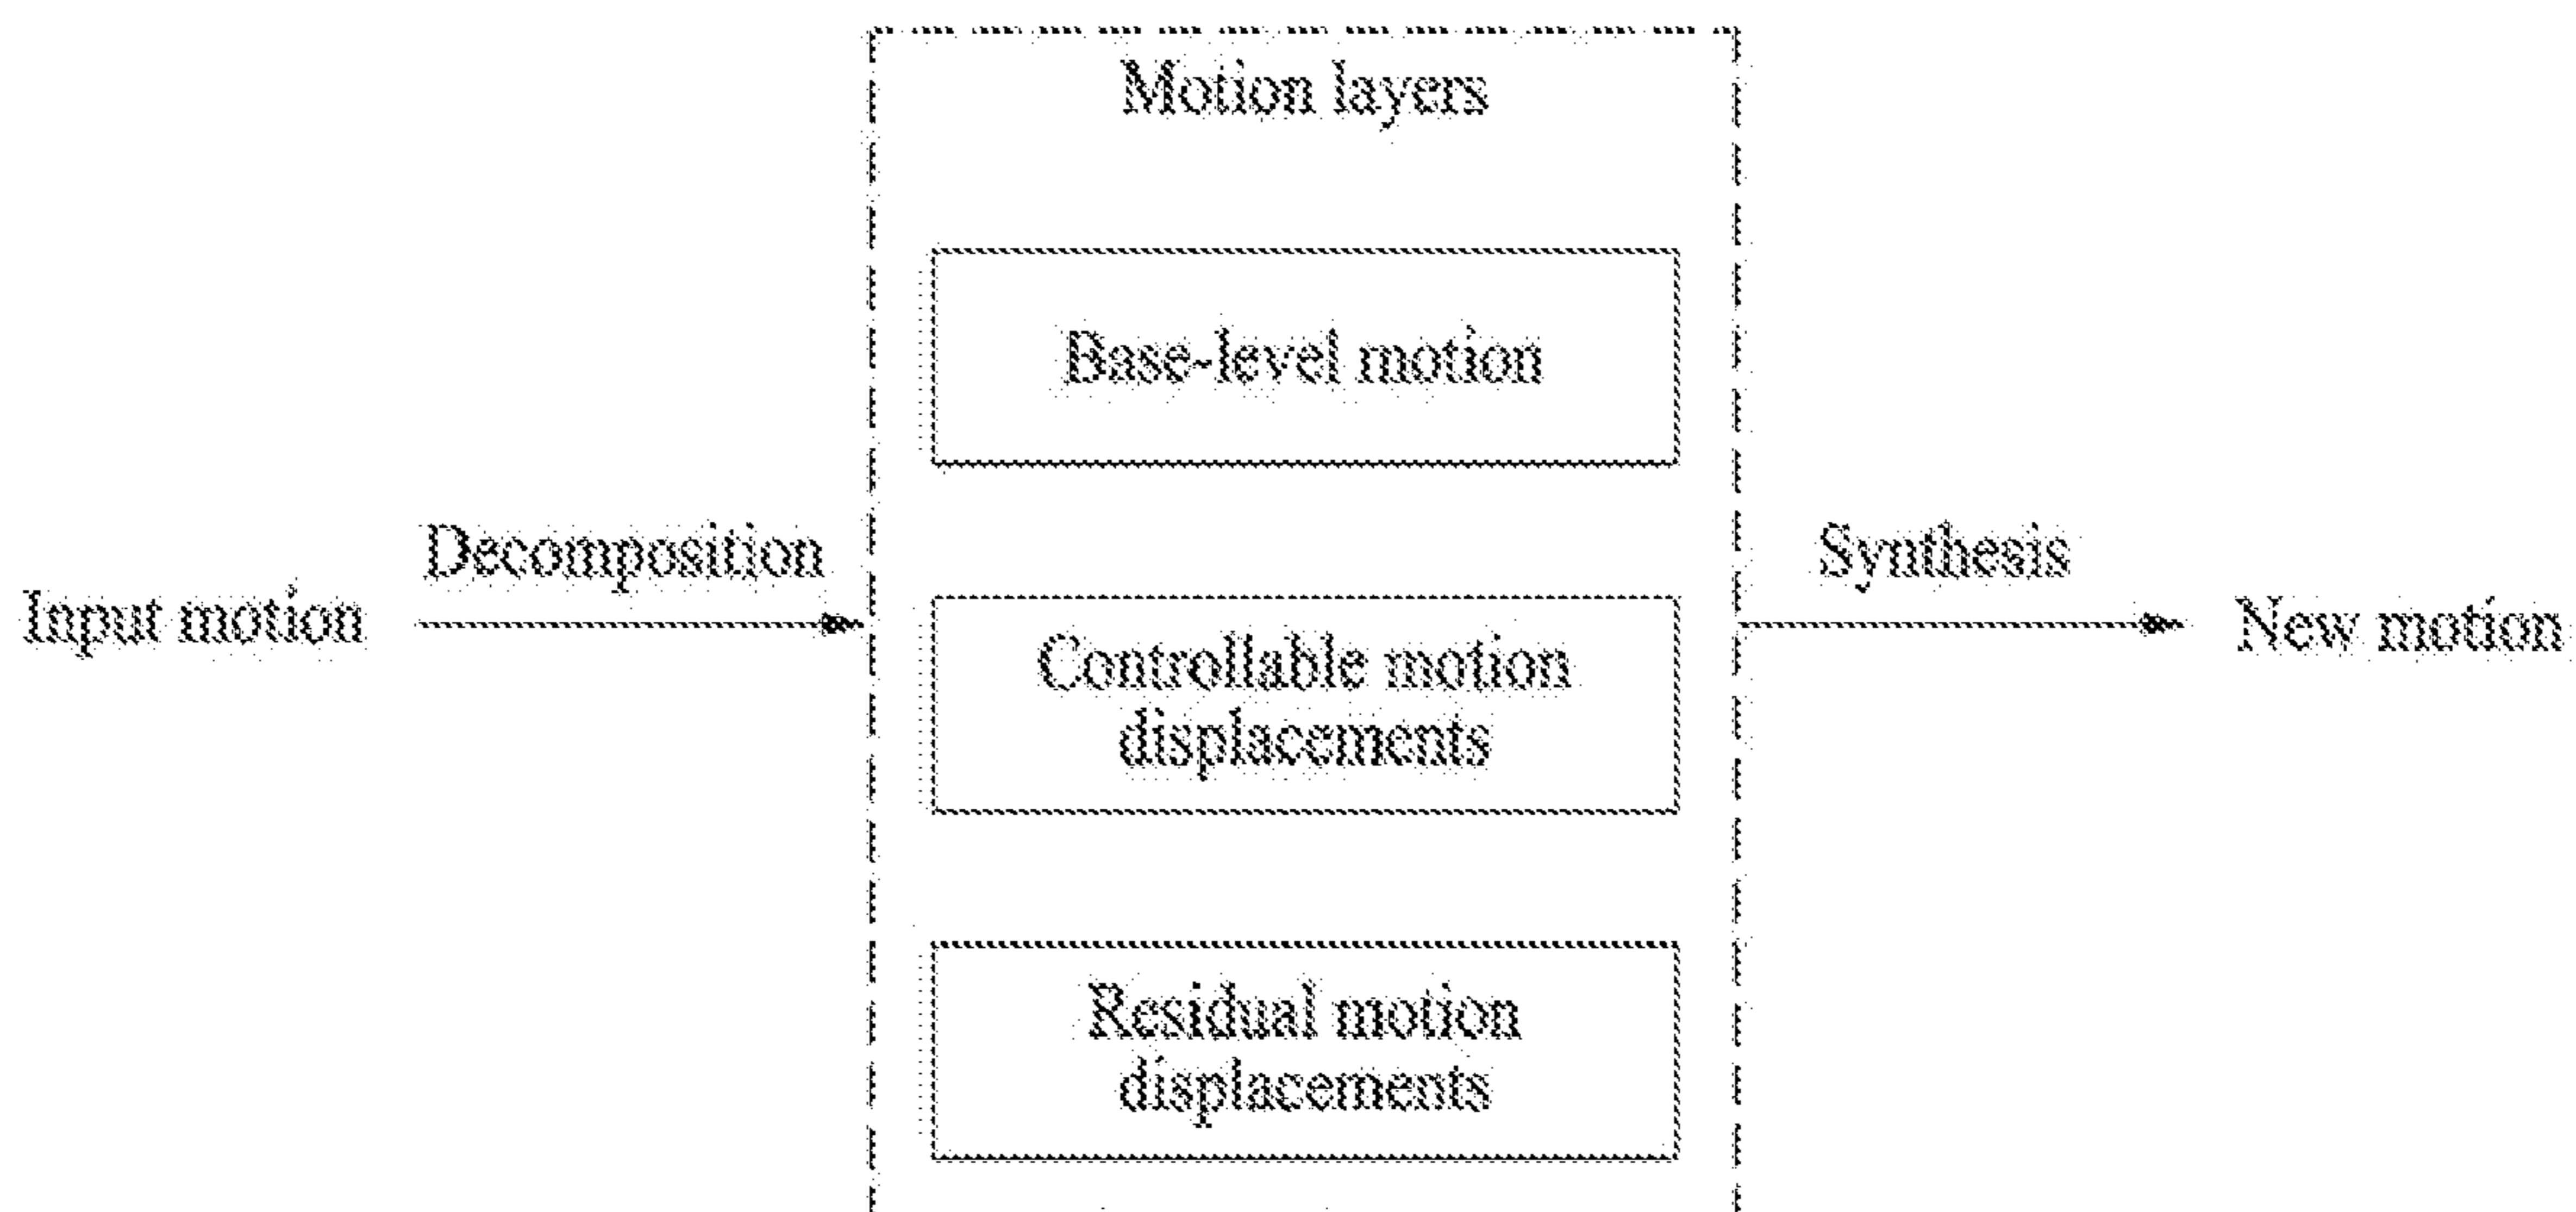 Motion layers
Base-level motion
Decomposition
Input motion
Controllable motion
displacements
Synthesis
New motion
Residual motion
displacements